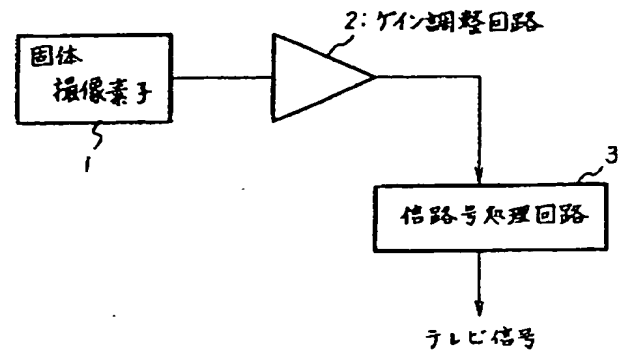 固体
撮像素子
1
2:ゲイン調整回路
3
信路号処理回路
テレビ信号